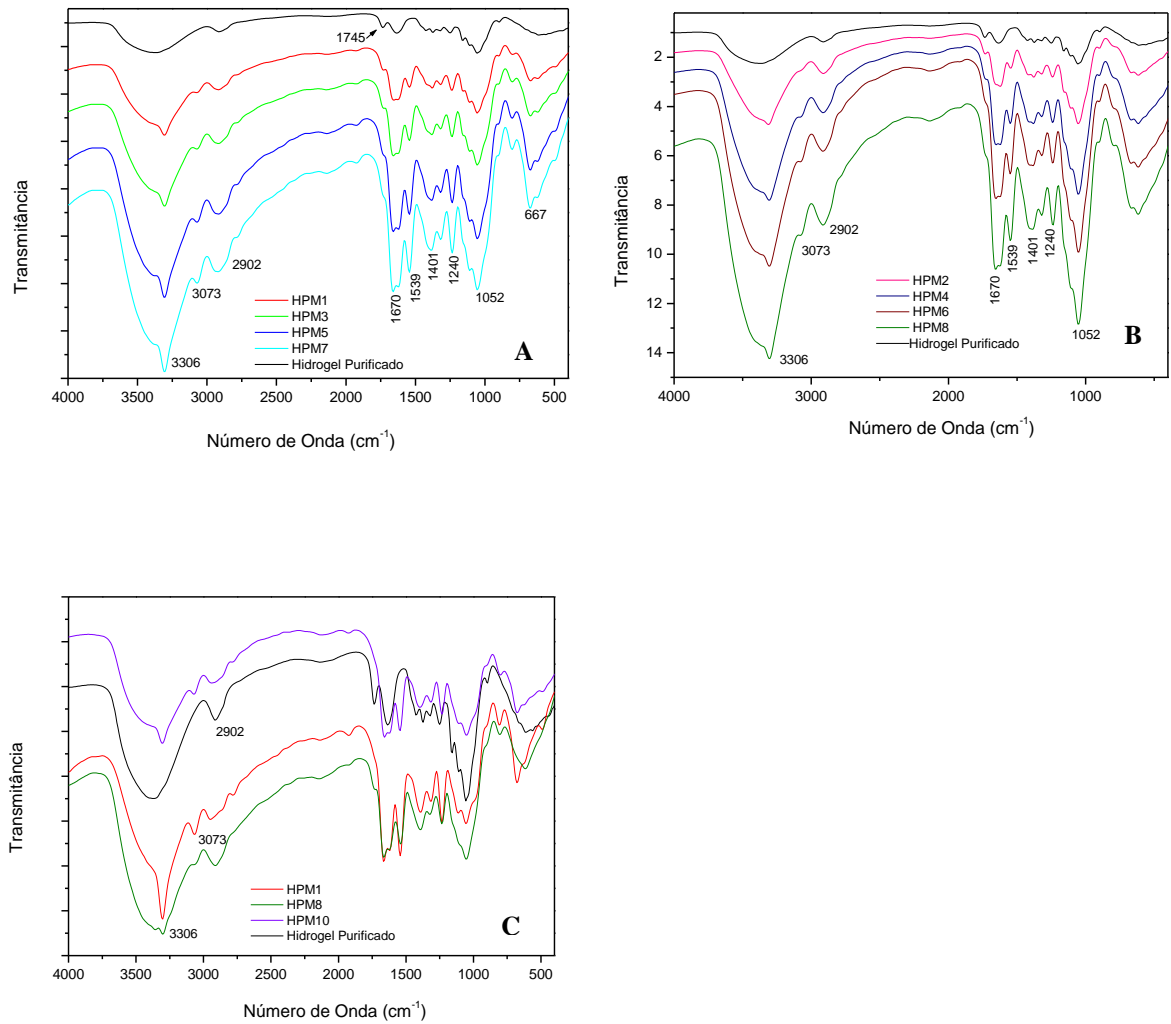 1745
Transmitância
3306
3073
2902
1670
1539
1401
1240
1052
667
HPM1
HPM3
HPM5
HPM7
Hidrogel Purificado
A
4000 3500 3000 2500 2000 1500 1000 500
Número de Onda (cm-1)
2
4
6
8
10
12
14
Transmitância
3306
3073
2902
1670
1539
1401
1240
1052
HPM2
HPM4
HPM6
HPM8
Hidrogel Purificado
B
4000 3000 2000 1000
Número de Onda (cm-1)
Transmitância
2902
3073
3306
HPM1
HPM8
HPM10
Hidrogel Purificado
C
4000 3500 3000 2500 2000 1500 1000 500
Número de Onda (cm-1)